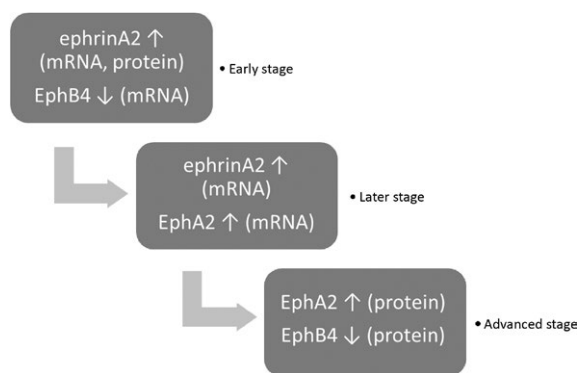 ephrinA2 ↑
(mRNA, protein)
EphB4 ↓ (mRNA)
• Early stage
ephrinA2 ↑
(mRNA)
EphA2 ↑ (mRNA)
• Later stage
EphA2 ↑ (protein)
EphB4 ↓ (protein)
• Advanced stage